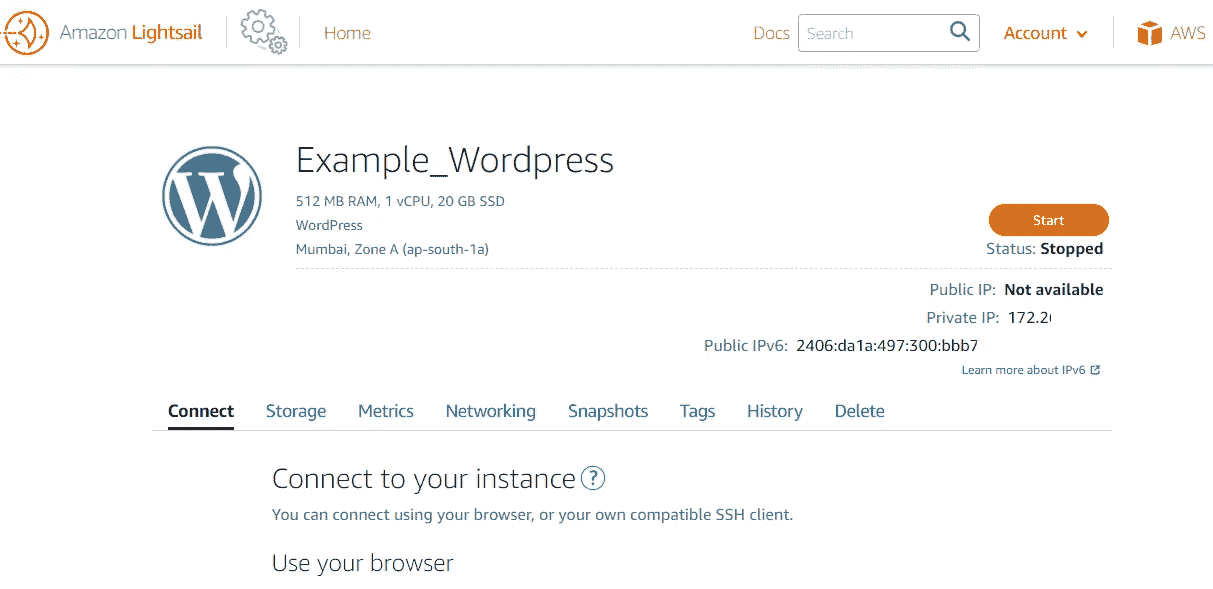 Amazon Lightsail Home Docs Search Account AWS
Example_Wordpress
512 MB RAM, 1 vCPU, 20 GB SSD
WordPress
Mumbai, Zone A (ap-south-1a)
Start
Status: Stopped
Public IP: Not available
Private IP: 172.2
Public IPv6: 2406:da1a:497:300:bbb7
Learn more about IPv6
Connect Storage Metrics Networking Snapshots Tags History Delete
Connect to your instance ?
You can connect using your browser, or your own compatible SSH client.
Use your browser